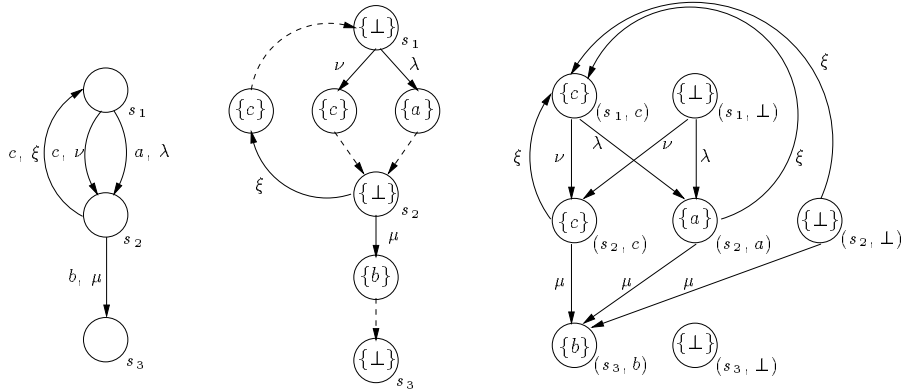 s₁
c, ξ
c, ν
a, λ
s₂
b, μ
s₃
{⊥}
s₁
ν
λ
{c}
{c}
{a}
ξ
{⊥}
s₂
μ
{b}
{⊥}
s₃
ξ
{c}
(s₁, c)
{⊥}
(s₁, ⊥)
ξ
ν
λ
ν
λ
ξ
{c}
(s₂, c)
{a}
(s₂, a)
{⊥}
(s₂, ⊥)
μ
μ
μ
{b}
(s₃, b)
{⊥}
(s₃, ⊥)